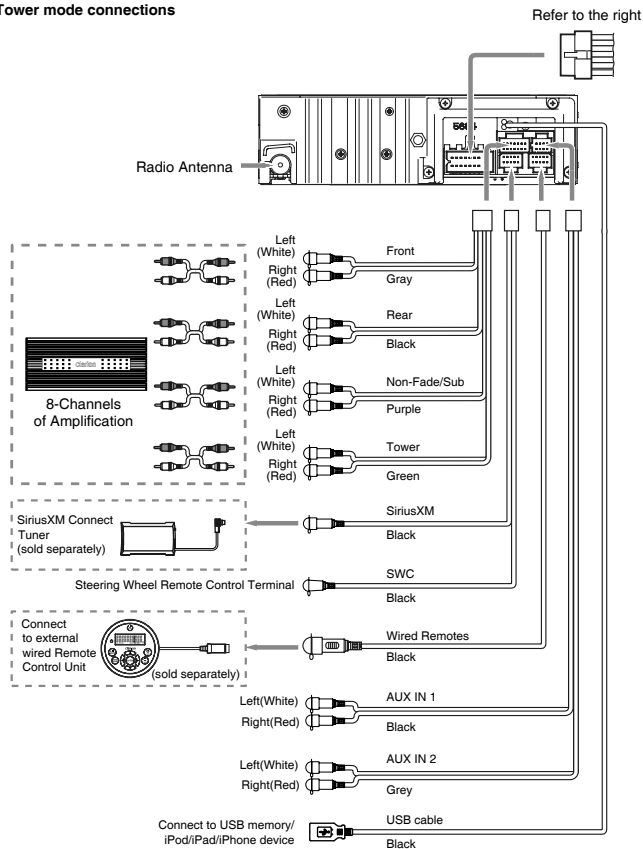 Tower mode connections
Refer to the right
Radio Antenna
Left
(White)
Front
Right
(Red)
Gray
Left
(White)
Rear
Right
(Red)
Black
Left
(White)
Non-Fade/Sub
Right
(Red)
Purple
Left
(White)
Tower
Right
(Red)
Green
clarion
8-Channels
of Amplification
SiriusXM Connect
Tuner
(sold separately)
SiriusXM
Black
SWC
Steering Wheel Remote Control Terminal
Black
Connect
to external
wired Remote
Control Unit
(sold separately)
Wired Remotes
Black
AUX IN 1
Left(White)
Right(Red)
Black
AUX IN 2
Left(White)
Right(Red)
Grey
USB cable
Connect to USB memory/
iPod/iPad/iPhone device
Black